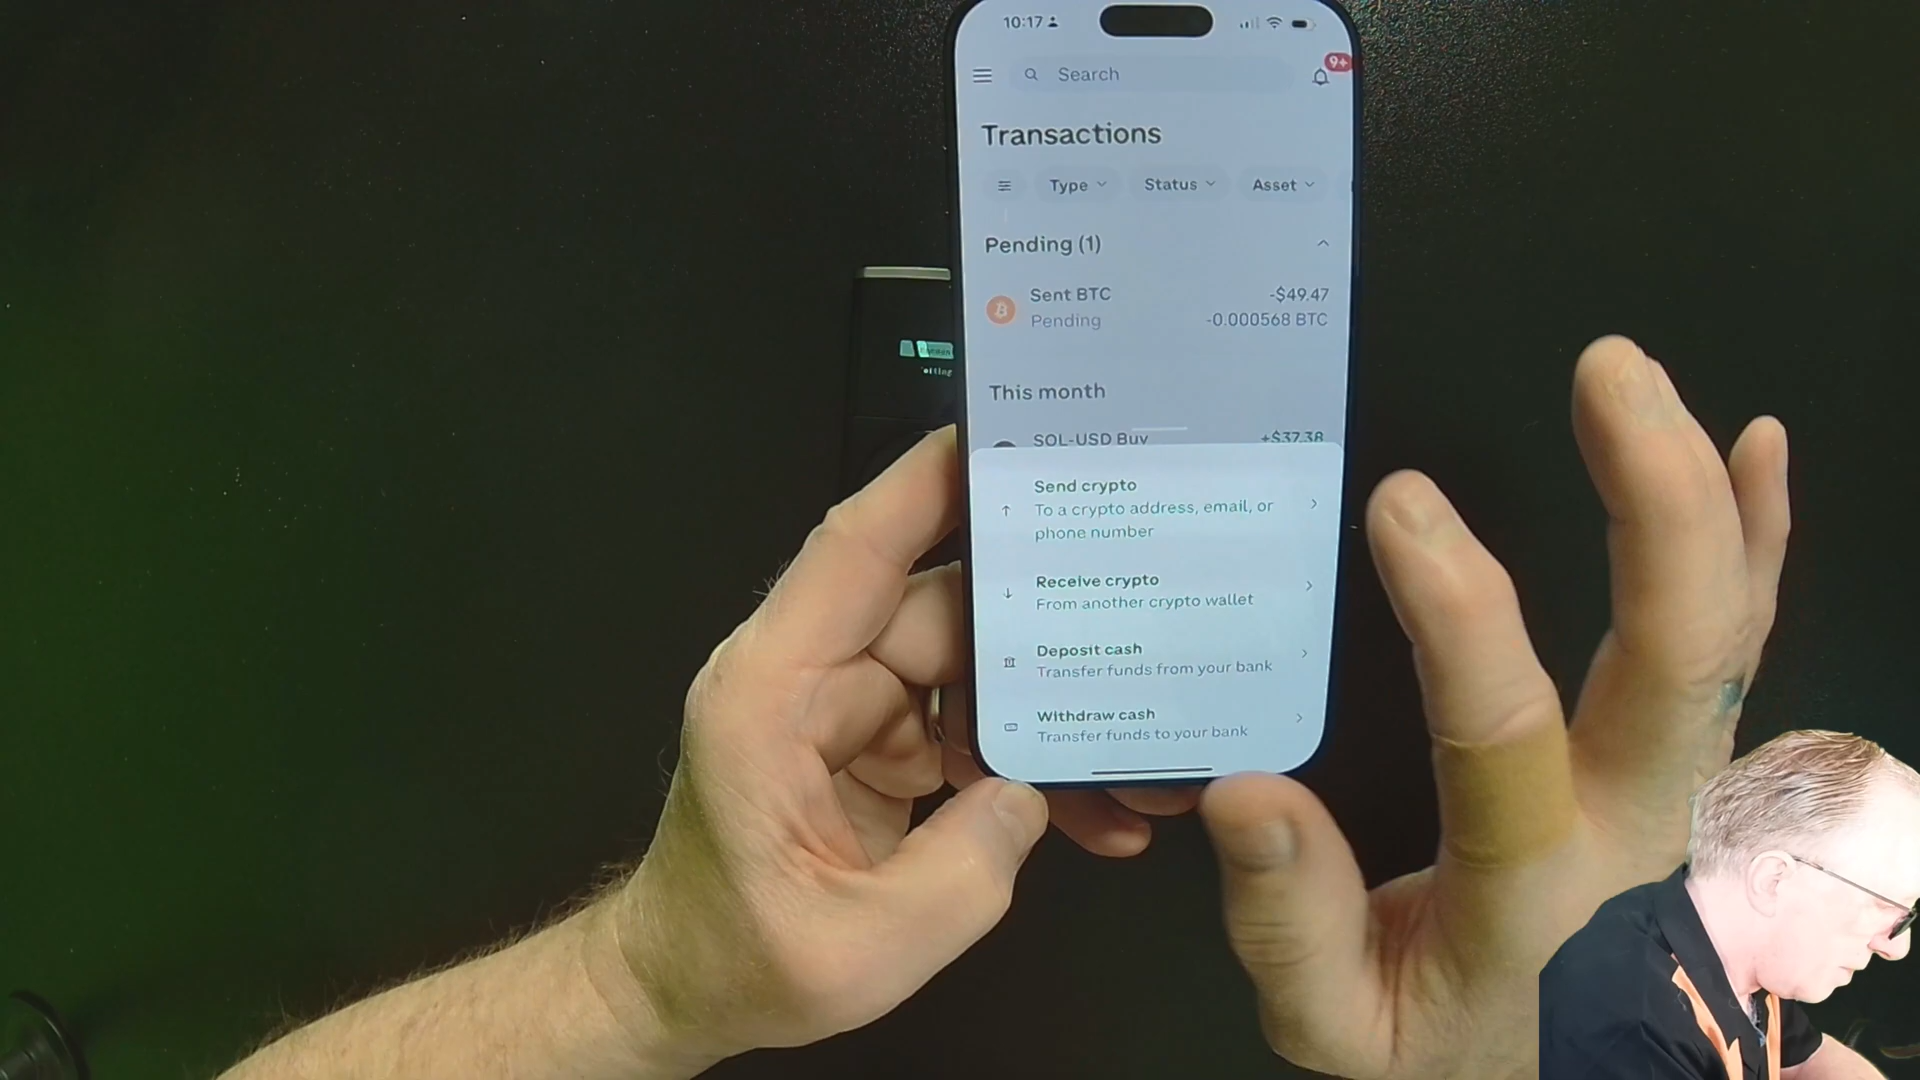 10:17
Search
9+
Transactions
Type
Status
Asset
Pending (1)
Sent BTC
-$49.47
Pending
-0.000568 BTC
This month
SOL-USD Buy
+$37.38
Send crypto
To a crypto address, email, or
phone number
Receive crypto
From another crypto wallet
Deposit cash
Transfer funds from your bank
Withdraw cash
Transfer funds to your bank